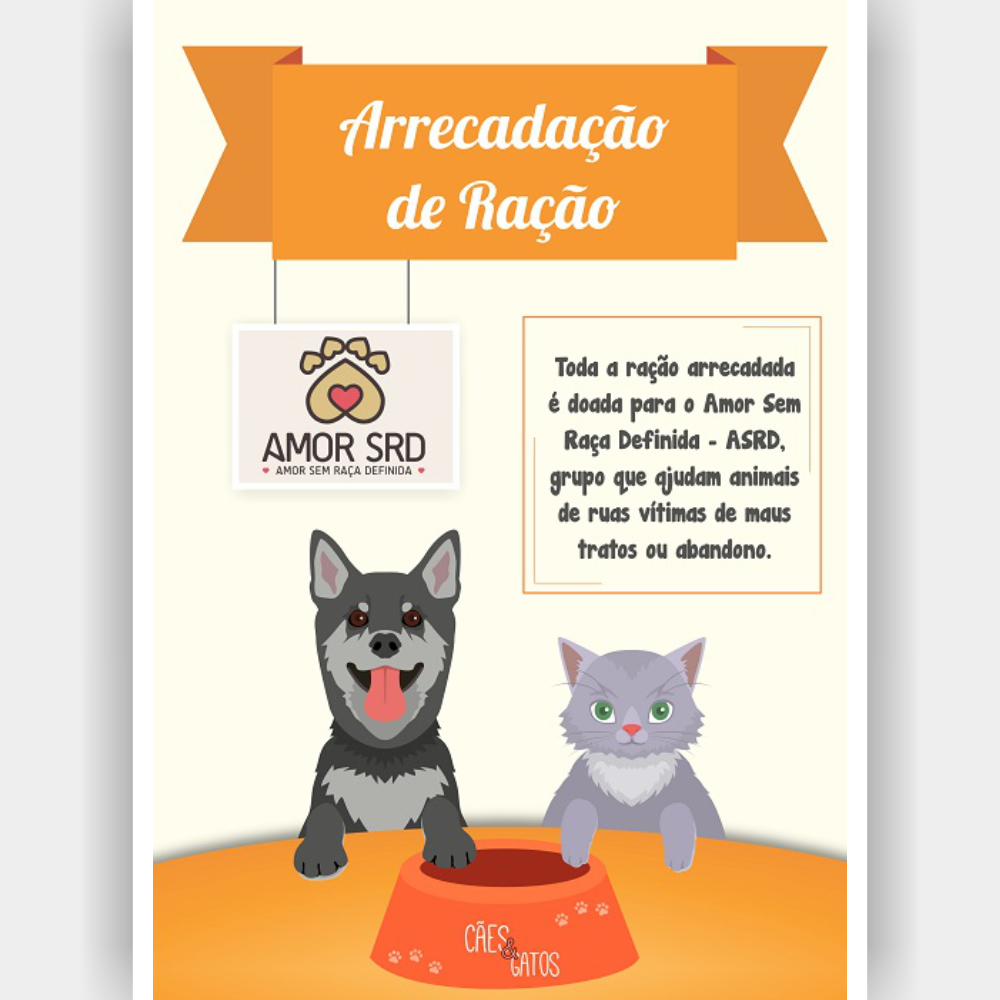 Arrecadação
de Ração
AMOR SRD
AMOR SEM RAÇA DEFINIDA
Toda a ração arrecadada
é doada para o Amor Sem
Raça Definida - ASRD,
grupo que ajudam animais
de ruas vítimas de maus
tratos ou abandono.
CÃES
&
GATOS